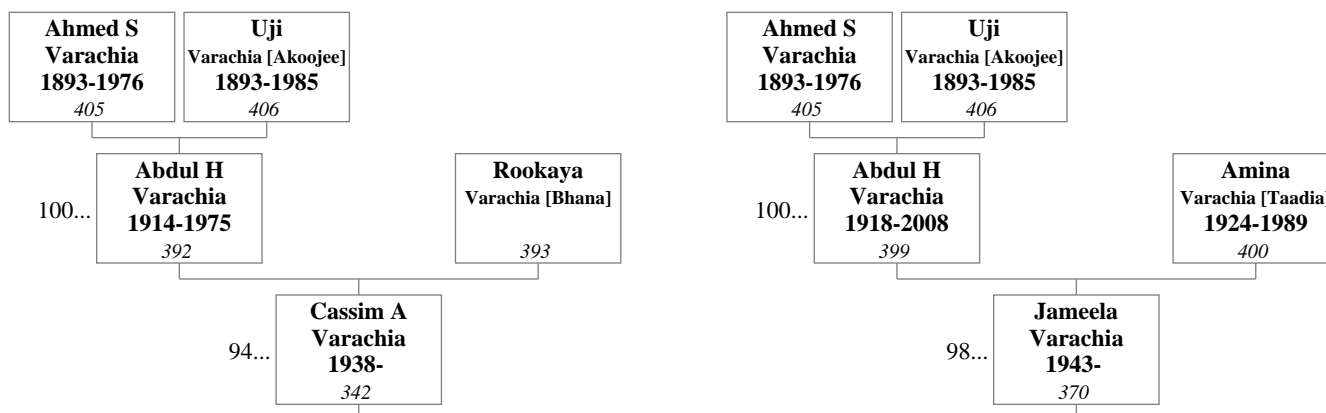 Ahmed S
Varachia
1893-1976
405
Uji
Varachia [Akoojee]
1893-1985
406
Ahmed S
Varachia
1893-1976
405
Uji
Varachia [Akoojee]
1893-1985
406
100...
Abdul H
Varachia
1914-1975
392
Rookaya
Varachia [Bhana]
393
100...
Abdul H
Varachia
1918-2008
399
Amina
Varachia [Taadia]
1924-1989
400
94...
Cassim A
Varachia
1938-
342
98...
Jameela
Varachia
1943-
370